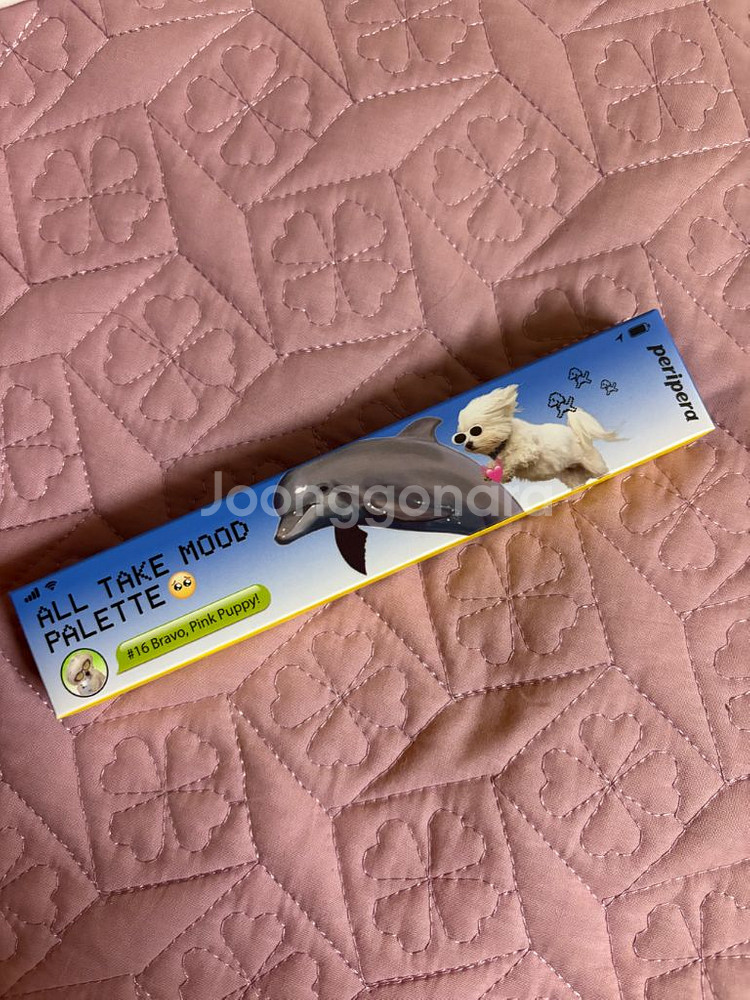 peripera
Joonggonara
ALL TAKE MOOD
PALETTE🥺
#16 Bravo, Pink Puppy!